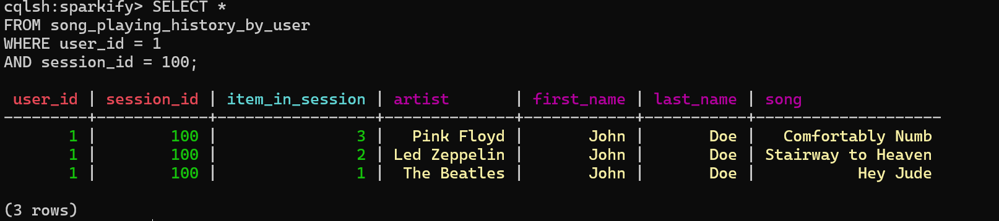 cqlsh:sparkify> SELECT *
FROM song_playing_history_by_user
WHERE user_id = 1
AND session_id = 100;
user_id | session_id | item_in_session | artist | first_name | last_name | song
---------+------------+-----------------+--------------+------------+-----------+--------------------
1 | 100 | 3 | Pink Floyd | John | Doe | Comfortably Numb
1 | 100 | 2 | Led Zeppelin | John | Doe | Stairway to Heaven
1 | 100 | 1 | The Beatles | John | Doe | Hey Jude
(3 rows)